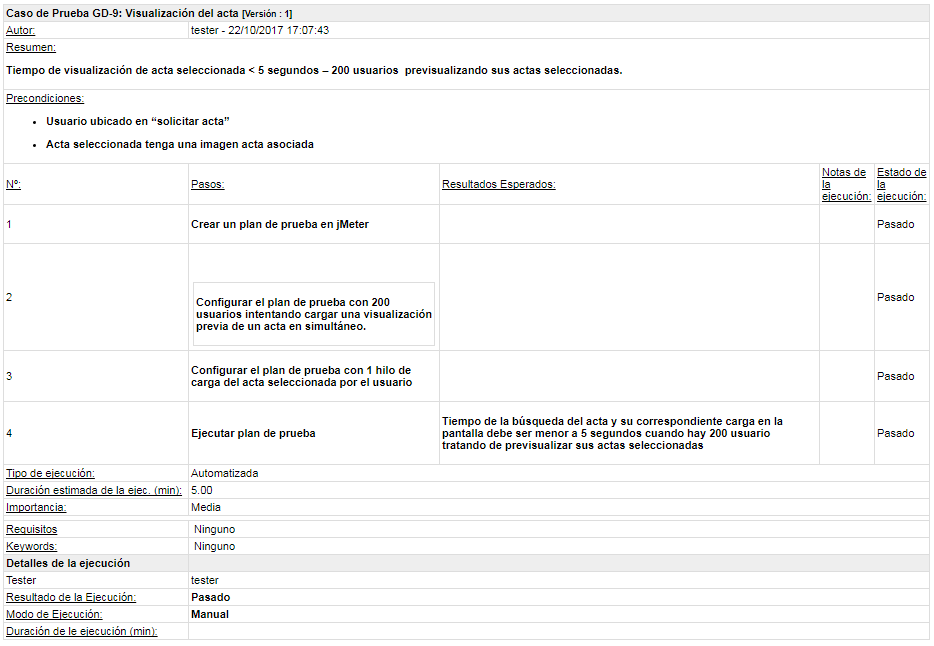 Caso de Prueba GD-9: Visualización del acta [Versión : 1]
Autor: tester - 22/10/2017 17:07:43
Resumen:
Tiempo de visualización de acta seleccionada < 5 segundos – 200 usuarios previsualizando sus actas seleccionadas.
Precondiciones:
• Usuario ubicado en “solicitar acta”
• Acta seleccionada tenga una imagen acta asociada
Nº: Pasos: Resultados Esperados: Notas de la ejecución: Estado de la ejecución:
1 Crear un plan de prueba en jMeter Pasado
2 Configurar el plan de prueba con 200
usuarios intentando cargar una visualización
previa de un acta en simultáneo. Pasado
3 Configurar el plan de prueba con 1 hilo de
carga del acta seleccionada por el usuario Pasado
4 Ejecutar plan de prueba Tiempo de la búsqueda del acta y su correspondiente carga en la
pantalla debe ser menor a 5 segundos cuando hay 200 usuario
tratando de previsualizar sus actas seleccionadas Pasado
Tipo de ejecución: Automatizada
Duración estimada de la ejec. (min): 5.00
Importancia: Media
Requisitos Ninguno
Keywords: Ninguno
Detalles de la ejecución
Tester tester
Resultado de la Ejecución: Pasado
Modo de Ejecución: Manual
Duración de le ejecución (min):